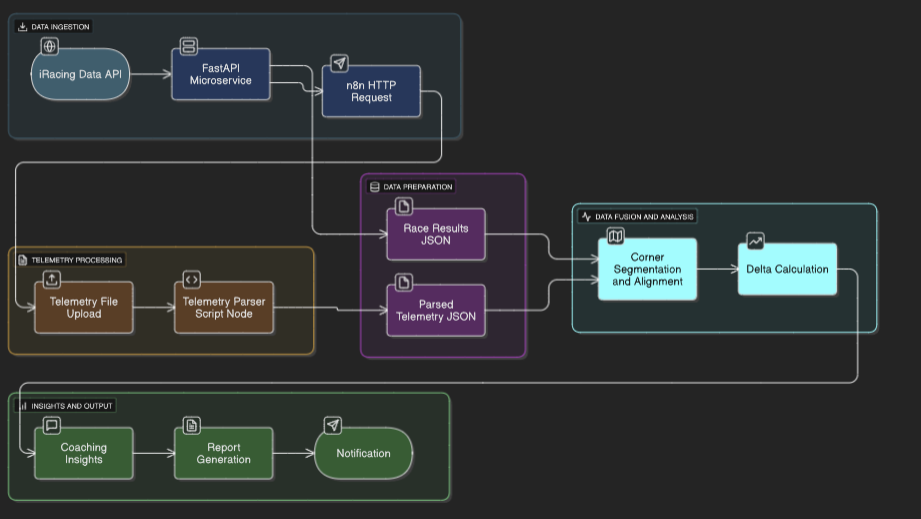 DATA INGESTION
iRacing Data API
FastAPI
Microservice
n8n HTTP
Request
DATA PREPARATION
Race Results
JSON
Parsed
Telemetry JSON
DATA FUSION AND ANALYSIS
Corner
Segmentation
and Alignment
Delta Calculation
TELEMETRY PROCESSING
Telemetry File
Upload
Telemetry Parser
Script Node
INSIGHTS AND OUTPUT
Coaching
Insights
Report
Generation
Notification